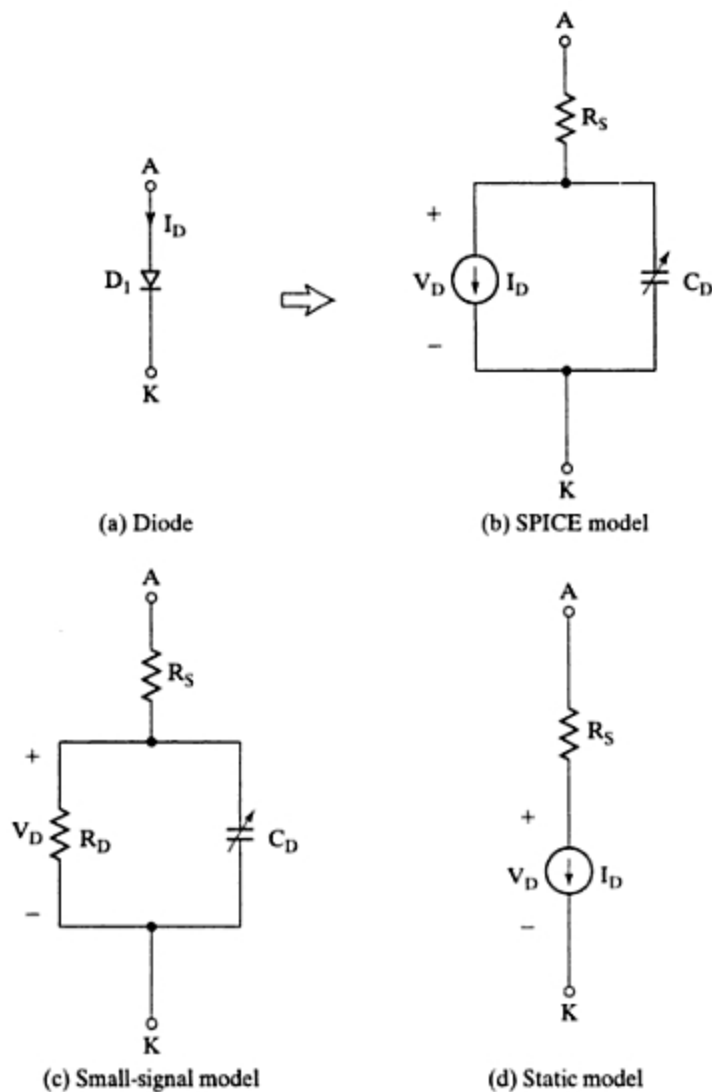 A
I_D
D_1
K
(a) Diode
A
R_S
+
V_D
I_D
C_D
−
K
(b) SPICE model
A
R_S
+
V_D
R_D
C_D
−
K
(c) Small-signal model
A
R_S
+
V_D
I_D
−
K
(d) Static model